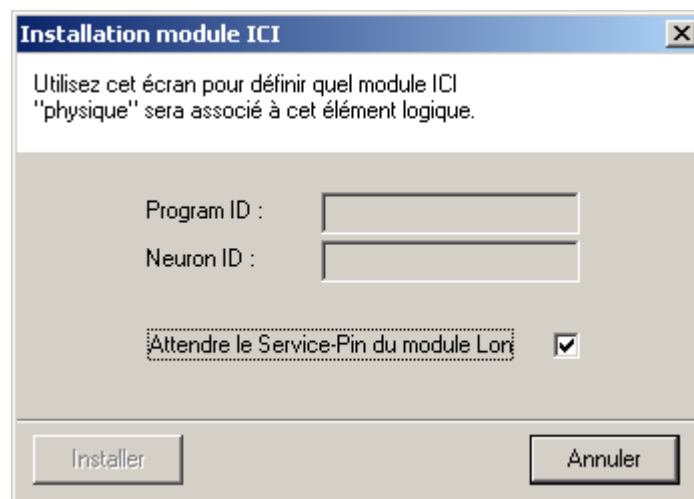 Installation module ICI
Utilisez cet écran pour définir quel module ICI
"physique" sera associé à cet élément logique.
Program ID :
Neuron ID :
Attendre le Service-Pin du module Lon
Installer
Annuler